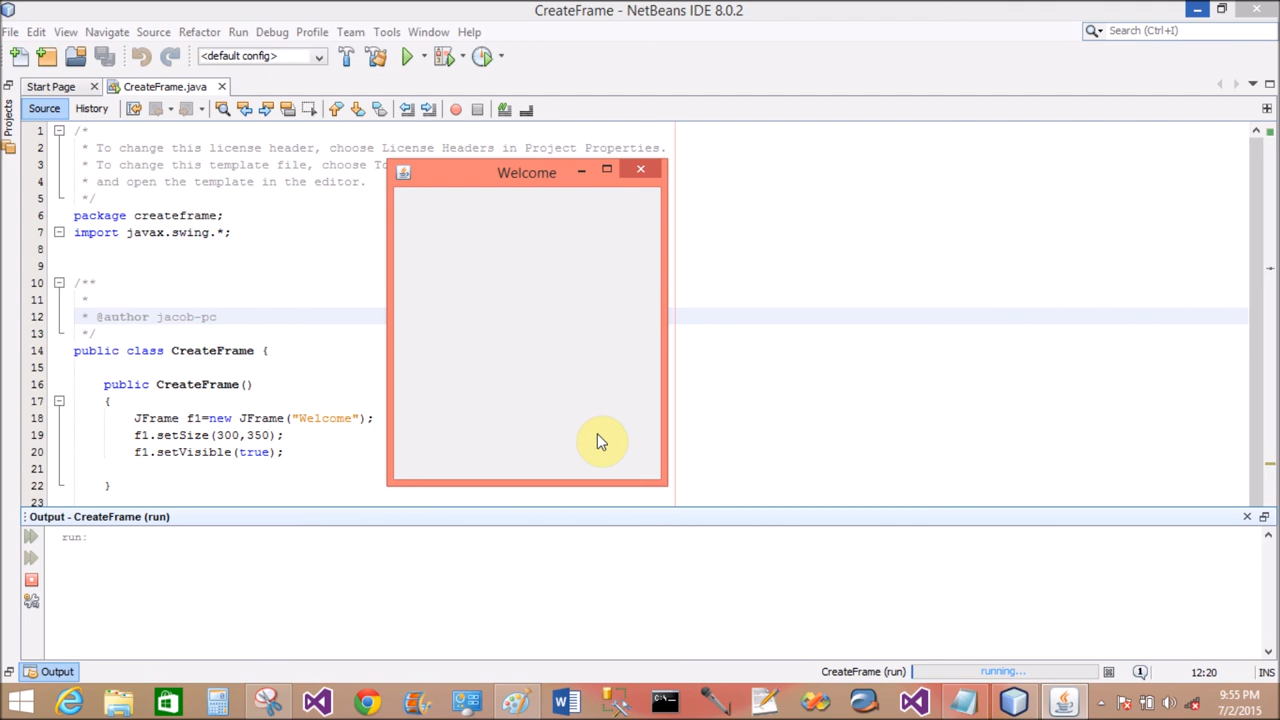 CreateFrame - NetBeans IDE 8.0.2
File Edit View Navigate Source Refactor Run Debug Profile Team Tools Window Help
Search (Ctrl+I)
<default config>
Start Page CreateFrame.java
Source History
Projects
1 /*
2 * To change this license header, choose License Headers in Project Properties.
3 * To change this template file, choose To
4 * and open the template in the editor.
5 */
6 package createframe;
7 import javax.swing.*;
8
9
10 /**
11 *
12 * @author jacob-pc
13 */
14 public class CreateFrame {
15
16 public CreateFrame()
17 {
18 JFrame f1=new JFrame("Welcome");
19 f1.setSize(300,350);
20 f1.setVisible(true);
21
22 }
23
Welcome
Output - CreateFrame (run)
run:
Output
CreateFrame (run) running... 1 12:20 INS
9:55 PM
7/2/2015